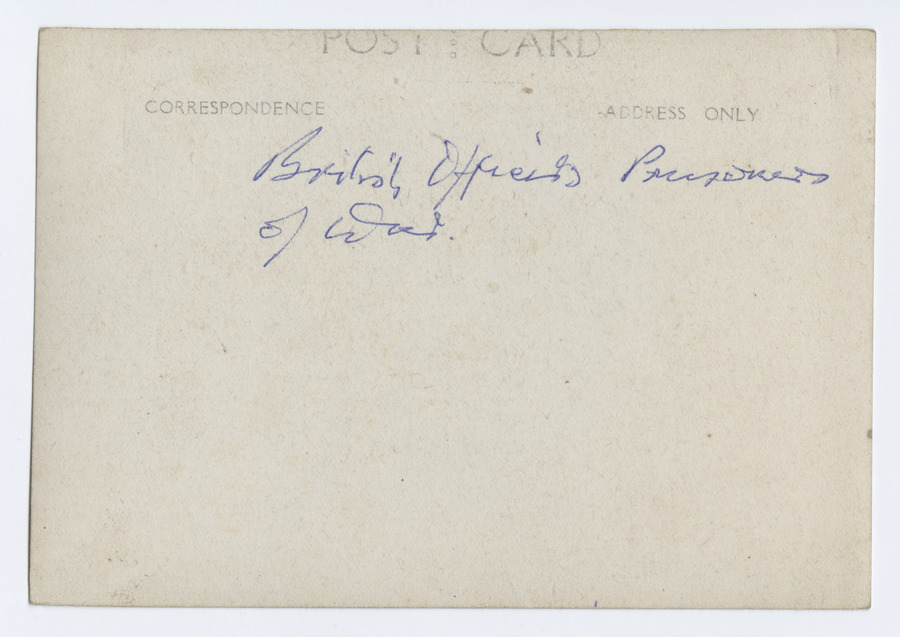 POST CARD
CORRESPONDENCE ADDRESS ONLY
British Officers Prisoners
of War.